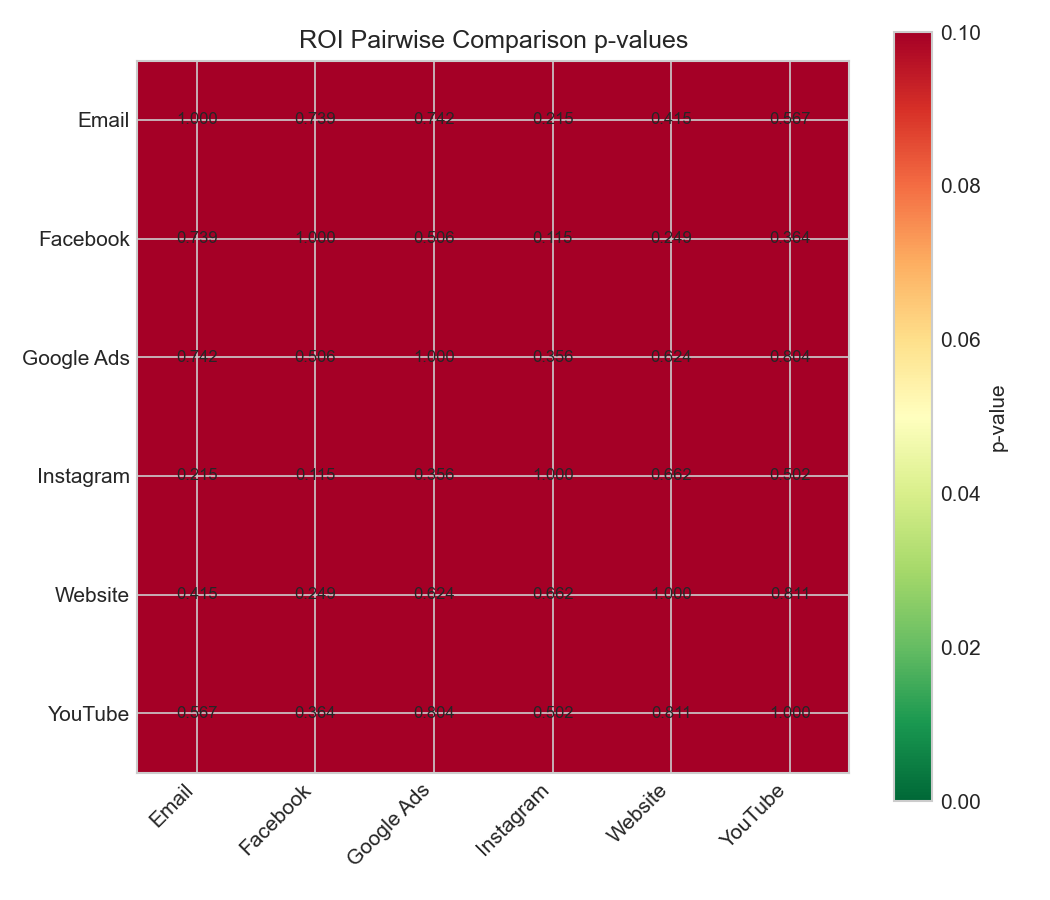 ROI Pairwise Comparison p-values
Email 1.000 0.739 0.742 0.215 0.415 0.567
Facebook 0.739 1.000 0.506 0.115 0.249 0.364
Google Ads 0.742 0.506 1.000 0.356 0.624 0.804
Instagram 0.215 0.115 0.356 1.000 0.662 0.502
Website 0.415 0.249 0.624 0.662 1.000 0.811
YouTube 0.567 0.364 0.804 0.502 0.811 1.000
Email
Facebook
Google Ads
Instagram
Website
YouTube
0.10
0.08
0.06
0.04
0.02
0.00
p-value